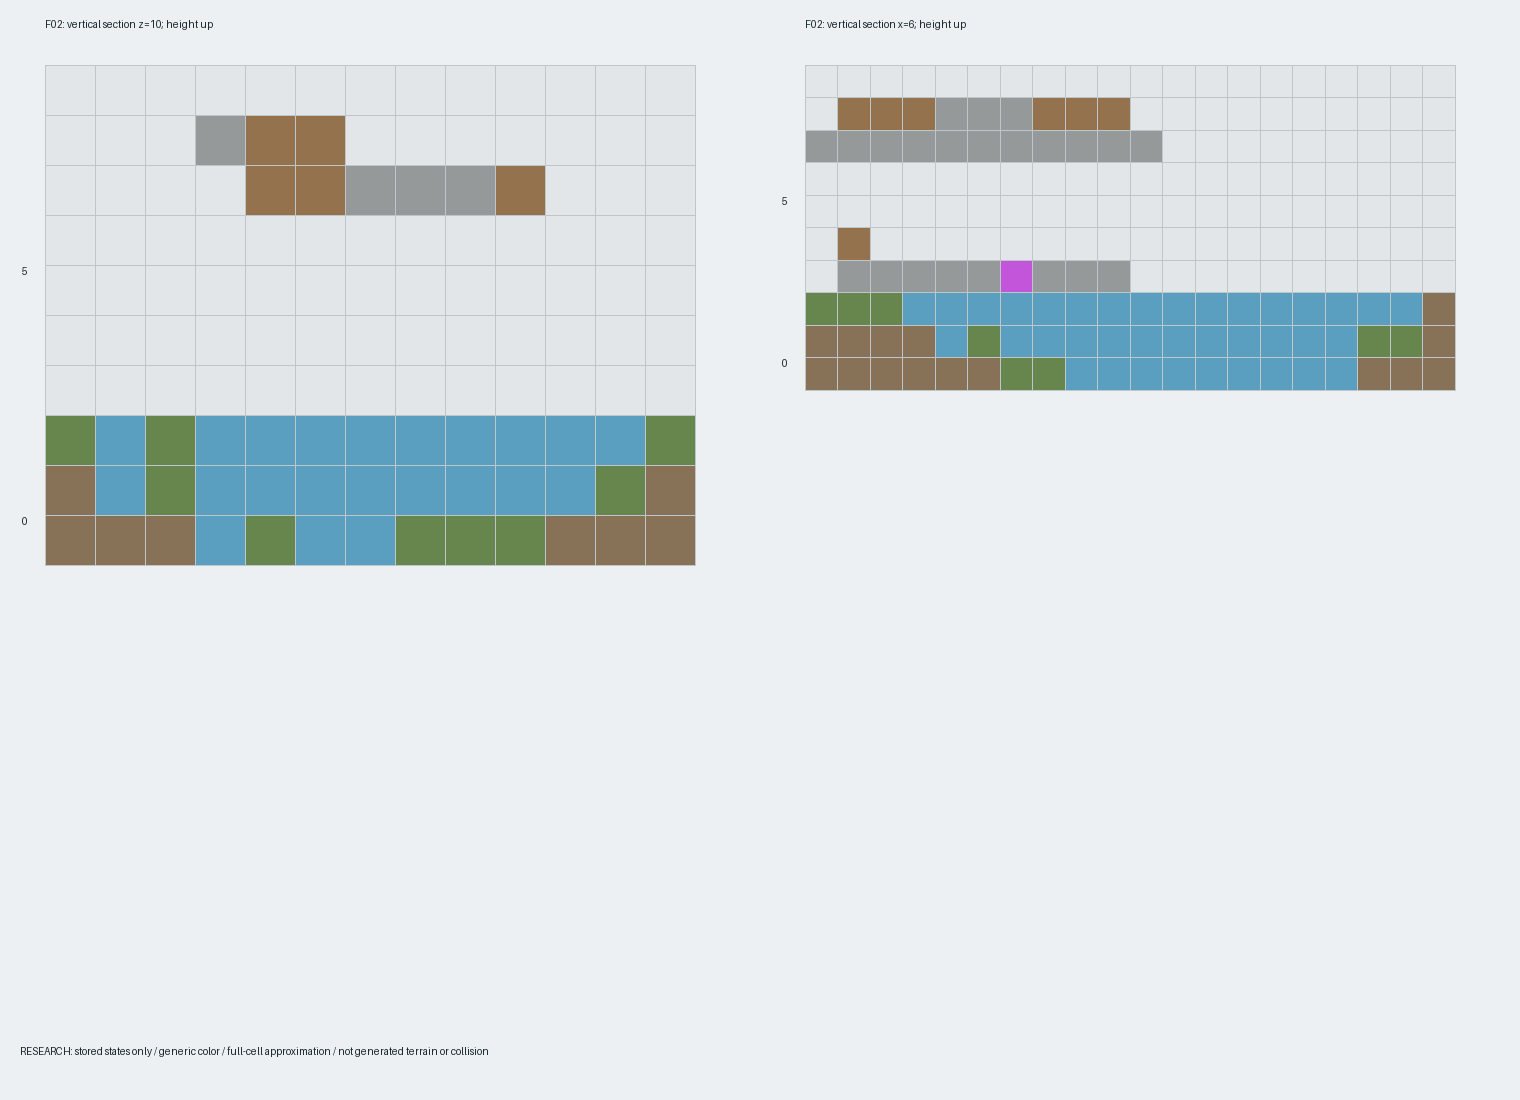 F02: vertical section z=10; height up
F02: vertical section x=6; height up
5
0
5
0
RESEARCH: stored states only / generic color / full-cell approximation / not generated terrain or collision